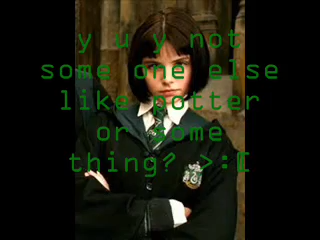 y u y not
some one else
like potter
or some
thing? >:C